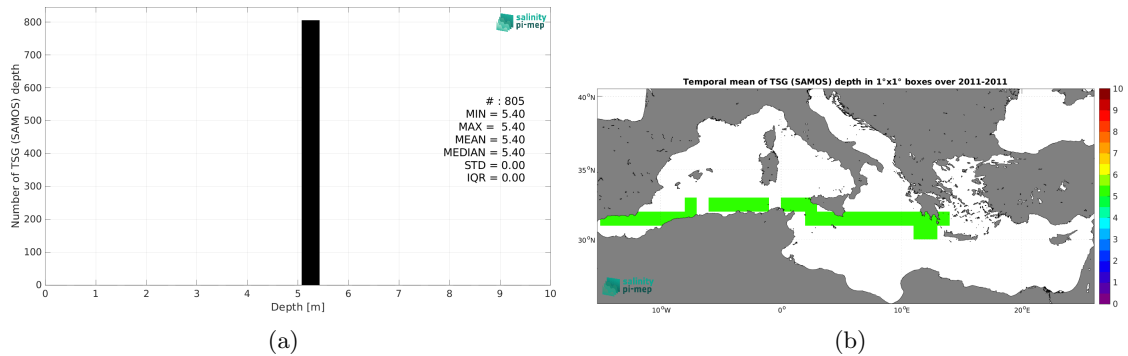 800
700
600
500
400
300
200
100
0
Number of TSG (SAMOS) depth
salinity
pi-mep
# : 805
MIN = 5.40
MAX = 5.40
MEAN = 5.40
MEDIAN = 5.40
STD = 0.00
IQR = 0.00
0 1 2 3 4 5 6 7 8 9 10
Depth [m]
(a)
Temporal mean of TSG (SAMOS) depth in 1°x1° boxes over 2011-2011
40°N
35°N
30°N
10°W 0° 10°E 20°E
salinity
pi-mep
10
9
8
7
6
5
4
3
2
1
0
(b)